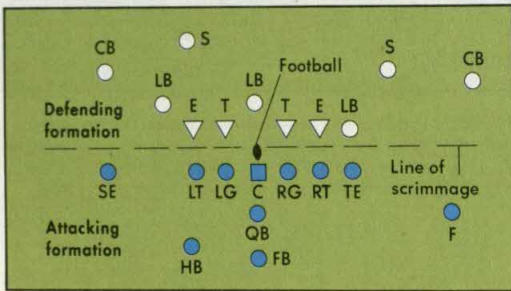 CB
S
S
CB
Football
LB
LB
E
T
T
E
LB
Defending
formation
Line of
scrimmage
SE
LT
LG
C
RG
RT
TE
F
Attacking
formation
QB
HB
FB